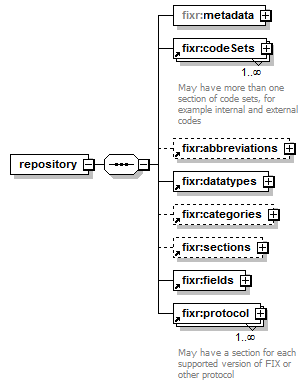 fixr:metadata
fixr:codeSets
1..∞
May have more than one
section of code sets, for
example internal and external
codes
fixr:abbreviations
repository
fixr:datatypes
fixr:categories
fixr:sections
fixr:fields
fixr:protocol
1..∞
May have a section for each
supported version of FIX or
other protocol